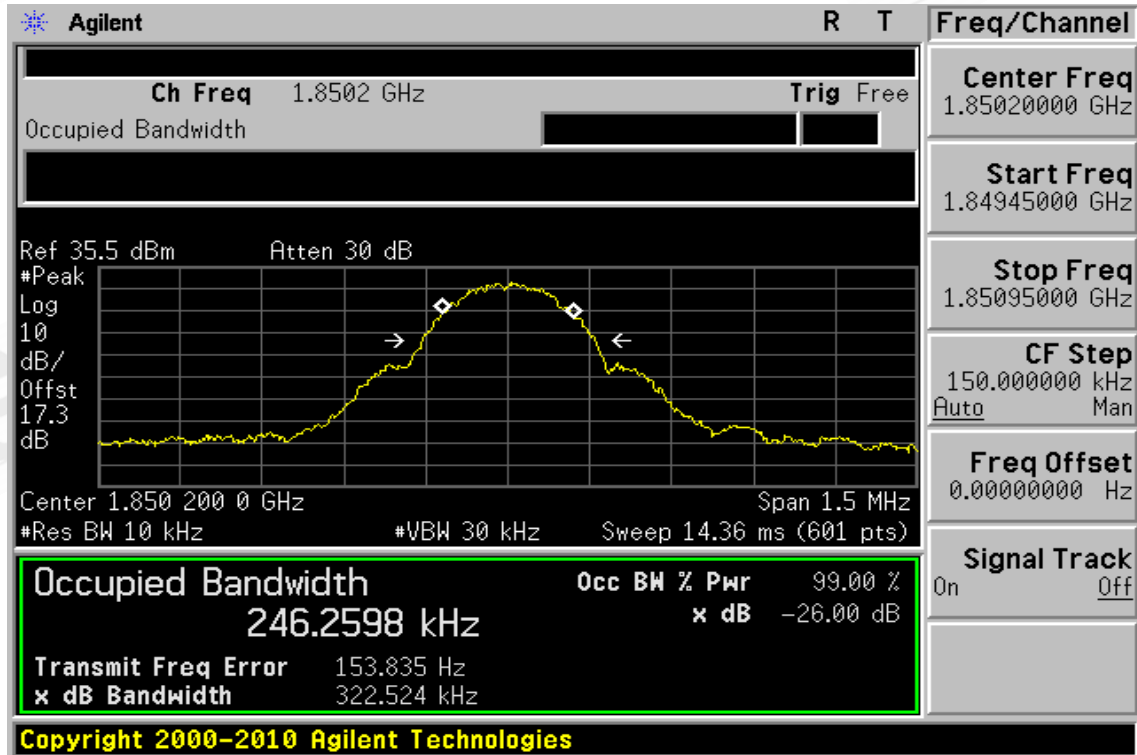 Agilent R T
Freq/Channel
Ch Freq 1.8502 GHz Trig Free
Occupied Bandwidth
Center Freq
1.85020000 GHz
Start Freq
1.84945000 GHz
Stop Freq
1.85095000 GHz
CF Step
150.000000 kHz
Auto Man
Freq Offset
0.00000000 Hz
Signal Track
On Off
Ref 35.5 dBm Atten 30 dB
#Peak
Log
10
dB/
Offst
17.3
dB
Center 1.850 200 0 GHz Span 1.5 MHz
#Res BW 10 kHz #VBW 30 kHz Sweep 14.36 ms (601 pts)
Occupied Bandwidth Occ BW % Pwr 99.00 %
246.2598 kHz x dB -26.00 dB
Transmit Freq Error 153.835 Hz
x dB Bandwidth 322.524 kHz
Copyright 2000-2010 Agilent Technologies